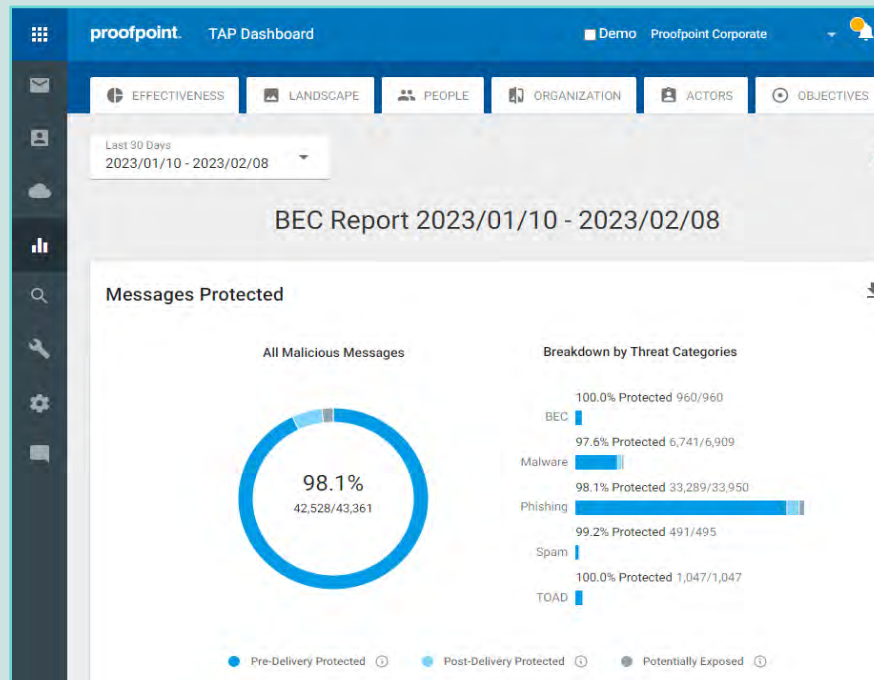 proofpoint. TAP Dashboard Demo Proofpoint Corporate
EFFECTIVENESS LANDSCAPE PEOPLE ORGANIZATION ACTORS OBJECTIVES
Last 30 Days
2023/01/10 - 2023/02/08
BEC Report 2023/01/10 - 2023/02/08
Messages Protected
All Malicious Messages
98.1%
42,528/43,361
Breakdown by Threat Categories
100.0% Protected 960/960
BEC
97.6% Protected 6,741/6,909
Malware
98.1% Protected 33,289/33,950
Phishing
99.2% Protected 491/495
Spam
100.0% Protected 1,047/1,047
TOAD
Pre-Delivery Protected Post-Delivery Protected Potentially Exposed